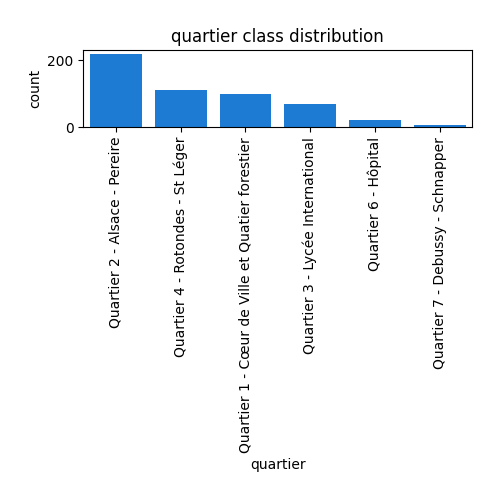 quartier class distribution
count
200
0
Quartier 2 - Alsace - Pereire
Quartier 4 - Rotondes - St Léger
Quartier 1 - Cœur de Ville et Quatier forestier
Quartier 3 - Lycée International
Quartier 6 - Hôpital
Quartier 7 - Debussy - Schnapper
quartier